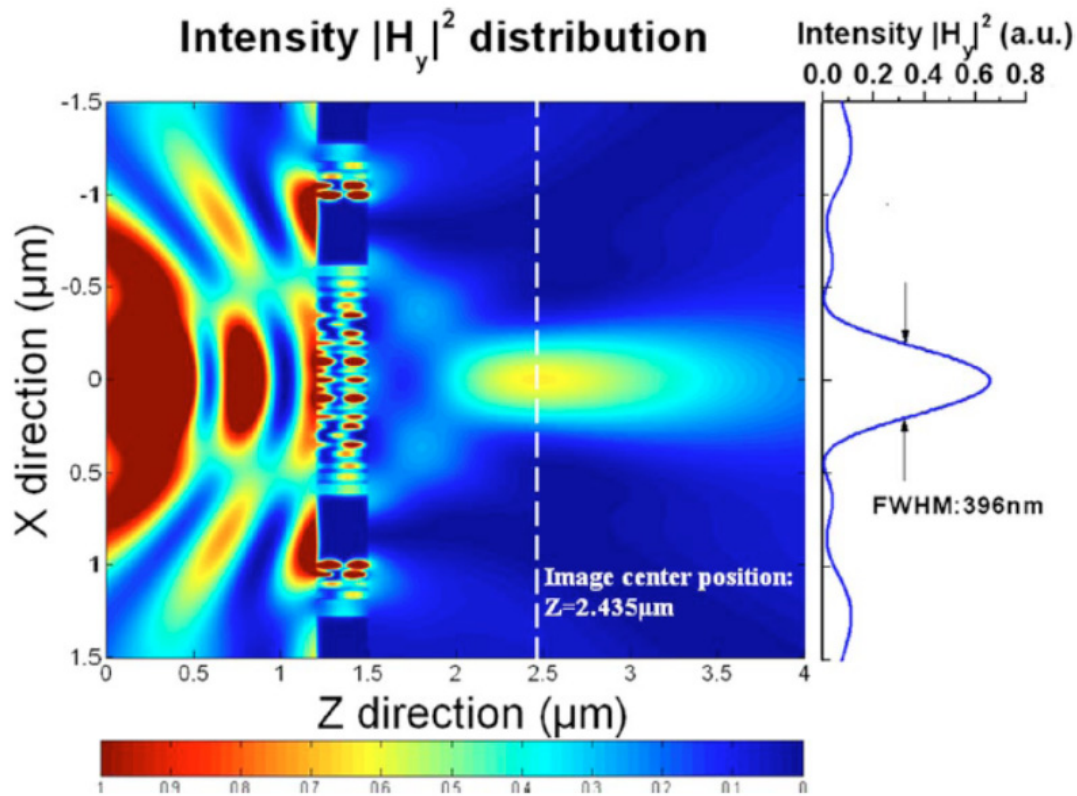 Intensity |H_y|² distribution
Intensity |H_y|² (a.u.)
0.0 0.2 0.4 0.6 0.8
-1.5
-1
-0.5
0
0.5
1
1.5
X direction (μm)
FWHM:396nm
Image center position:
Z=2.435μm
0 0.5 1 1.5 2 2.5 3 3.5 4
Z direction (μm)
1 0.9 0.8 0.7 0.6 0.5 0.4 0.3 0.2 0.1 0